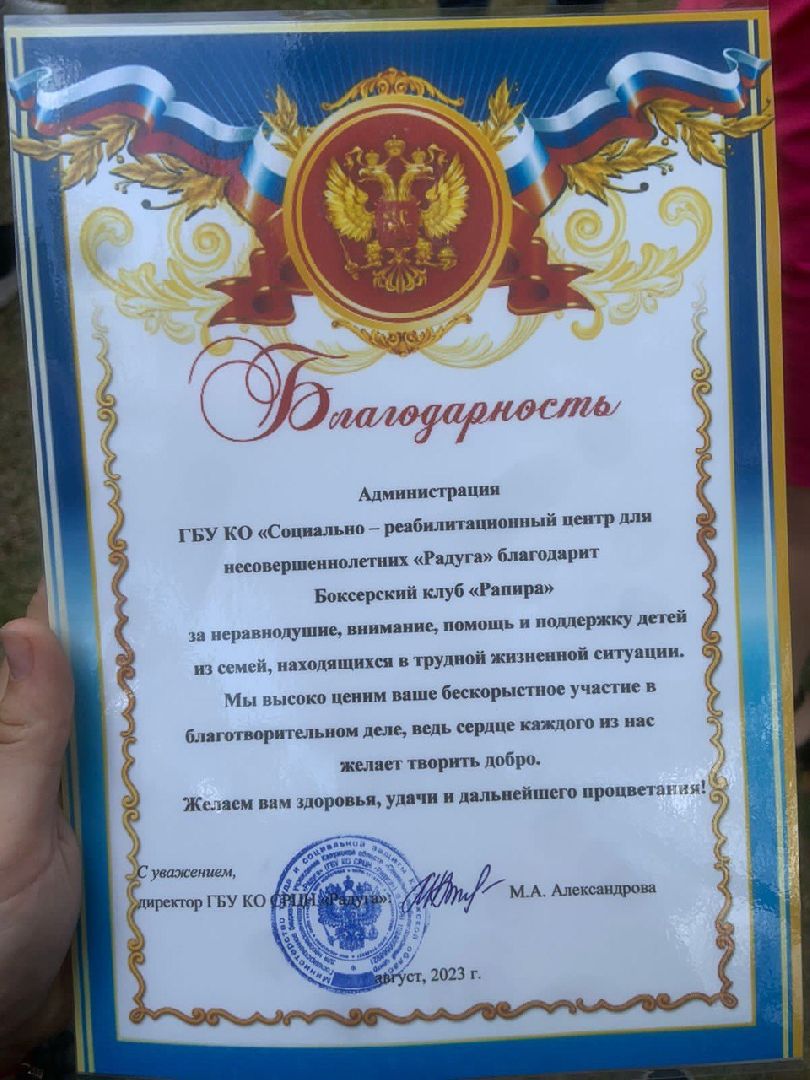 Благодарность
Администрация
ГБУ КО «Социально – реабилитационный центр для
несовершеннолетних «Радуга» благодарит
Боксерский клуб «Рапира»
за неравнодушие, внимание, помощь и поддержку детей
из семей, находящихся в трудной жизненной ситуации.
Мы высоко ценим ваше бескорыстное участие в
благотворительном деле, ведь сердце каждого из нас
желает творить добро.
Желаем вам здоровья, удачи и дальнейшего процветания!
С уважением,
директор ГБУ КО СРЦН «Радуга»: М.А. Александрова
август, 2023 г.